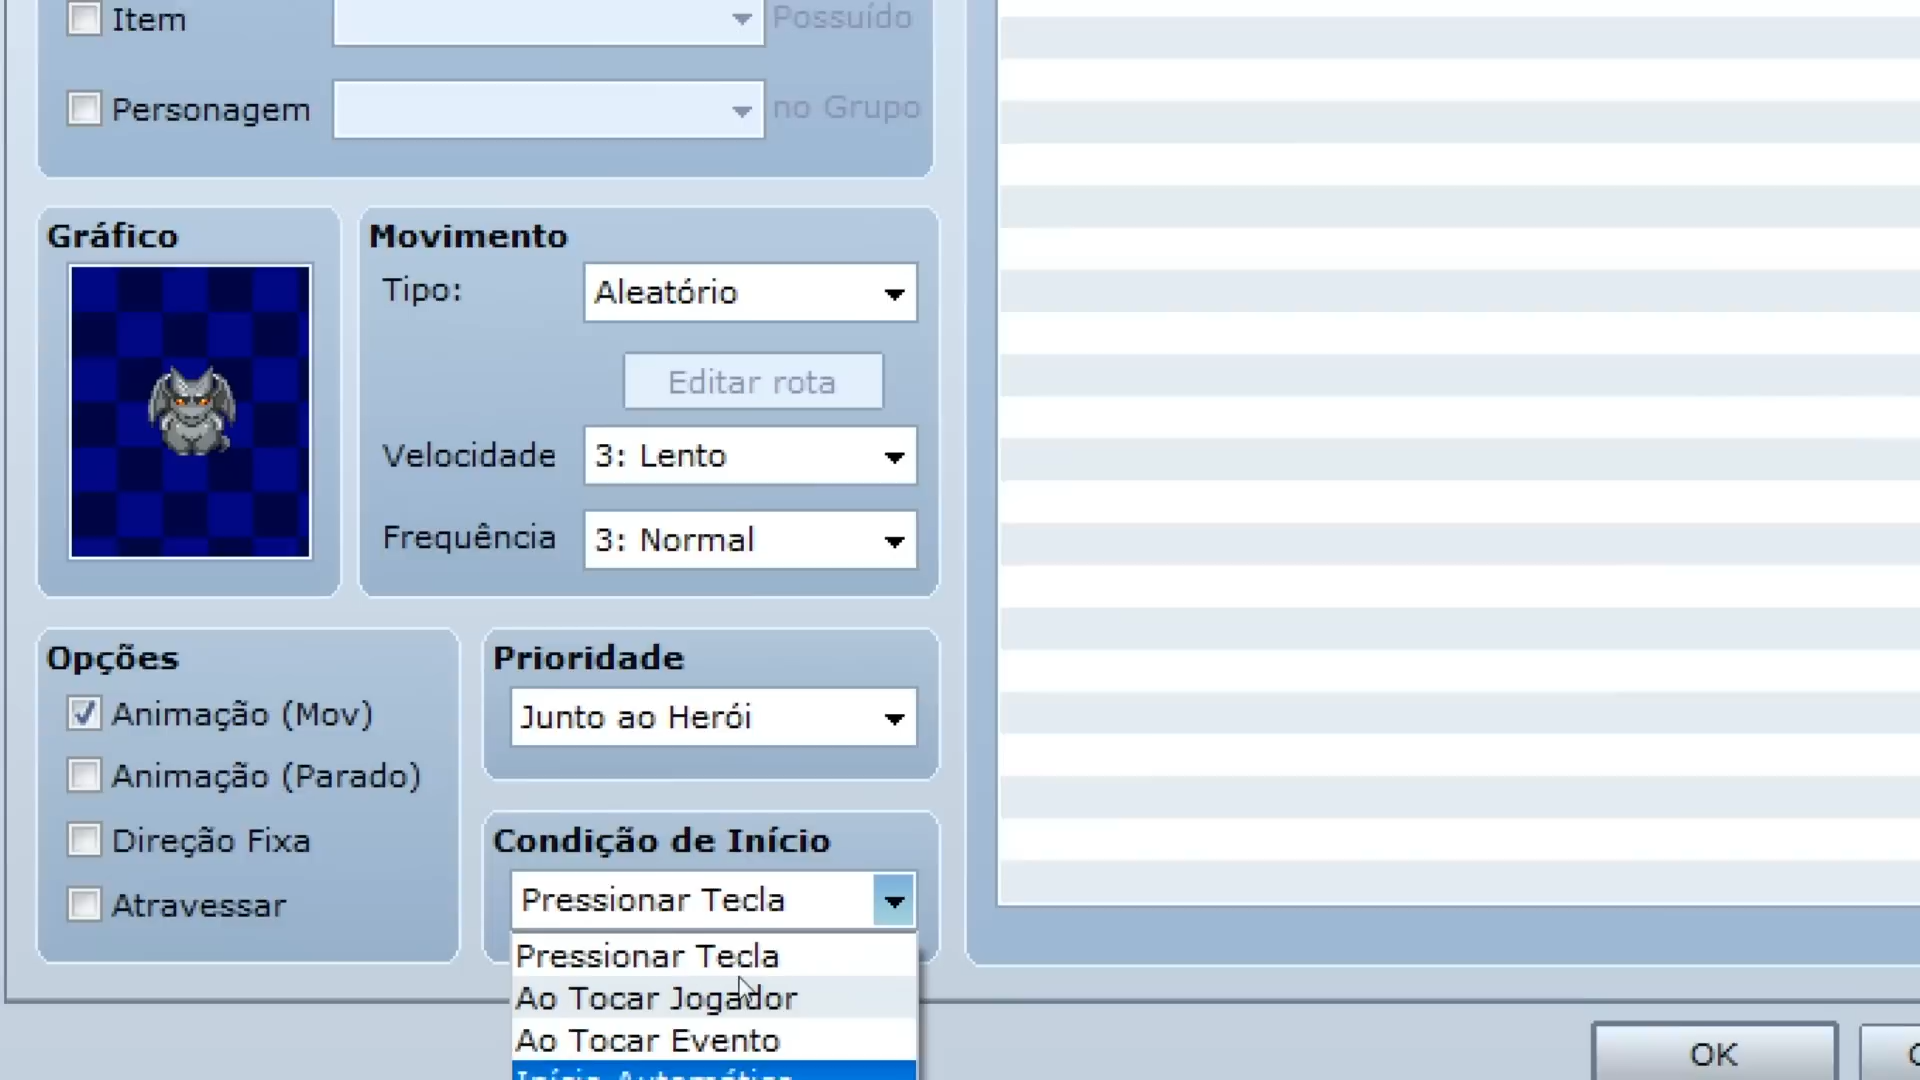 Item Possuído
Personagem no Grupo
Gráfico
Movimento
Tipo: Aleatório
Editar rota
Velocidade 3: Lento
Frequência 3: Normal
Opções
Animação (Mov)
Animação (Parado)
Direção Fixa
Atravessar
Prioridade
Junto ao Herói
Condição de Início
Pressionar Tecla
Pressionar Tecla
Ao Tocar Jogador
Ao Tocar Evento
Início Automático
OK